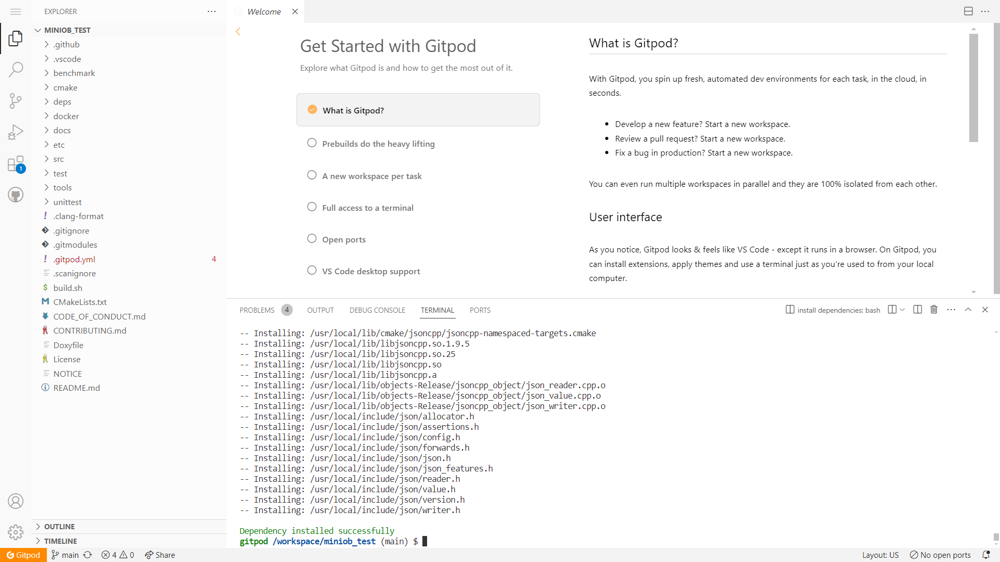 EXPLORER
MINIOB_TEST
.github
.vscode
benchmark
cmake
deps
docker
docs
etc
src
test
tools
unittest
.clang-format
.gitignore
.gitmodules
.gitpod.yml 4
.scanignore
build.sh
CMakeLists.txt
CODE_OF_CONDUCT.md
CONTRIBUTING.md
Doxyfile
License
NOTICE
README.md
OUTLINE
TIMELINE
1
Welcome
Get Started with Gitpod
Explore what Gitpod is and how to get the most out of it.
What is Gitpod?
Prebuilds do the heavy lifting
A new workspace per task
Full access to a terminal
Open ports
VS Code desktop support
What is Gitpod?
With Gitpod, you spin up fresh, automated dev environments for each task, in the cloud, in
seconds.
Develop a new feature? Start a new workspace.
Review a pull request? Start a new workspace.
Fix a bug in production? Start a new workspace.
You can even run multiple workspaces in parallel and they are 100% isolated from each other.
User interface
As you notice, Gitpod looks & feels like VS Code - except it runs in a browser. On Gitpod, you
can install extensions, apply themes and use a terminal just as you're used to from your local
computer.
PROBLEMS 4 OUTPUT DEBUG CONSOLE TERMINAL PORTS
install dependencies: bash
-- Installing: /usr/local/lib/cmake/jsoncpp/jsoncpp-namespaced-targets.cmake
-- Installing: /usr/local/lib/libjsoncpp.so.1.9.5
-- Installing: /usr/local/lib/libjsoncpp.so.25
-- Installing: /usr/local/lib/libjsoncpp.so
-- Installing: /usr/local/lib/libjsoncpp.a
-- Installing: /usr/local/lib/objects-Release/jsoncpp_object/json_reader.cpp.o
-- Installing: /usr/local/lib/objects-Release/jsoncpp_object/json_value.cpp.o
-- Installing: /usr/local/lib/objects-Release/jsoncpp_object/json_writer.cpp.o
-- Installing: /usr/local/include/json/allocator.h
-- Installing: /usr/local/include/json/assertions.h
-- Installing: /usr/local/include/json/config.h
-- Installing: /usr/local/include/json/forwards.h
-- Installing: /usr/local/include/json/json.h
-- Installing: /usr/local/include/json/json_features.h
-- Installing: /usr/local/include/json/reader.h
-- Installing: /usr/local/include/json/value.h
-- Installing: /usr/local/include/json/version.h
-- Installing: /usr/local/include/json/writer.h
Dependency installed successfully
gitpod /workspace/miniob_test (main) $
Gitpod main 4 0 Share Layout: US No open ports